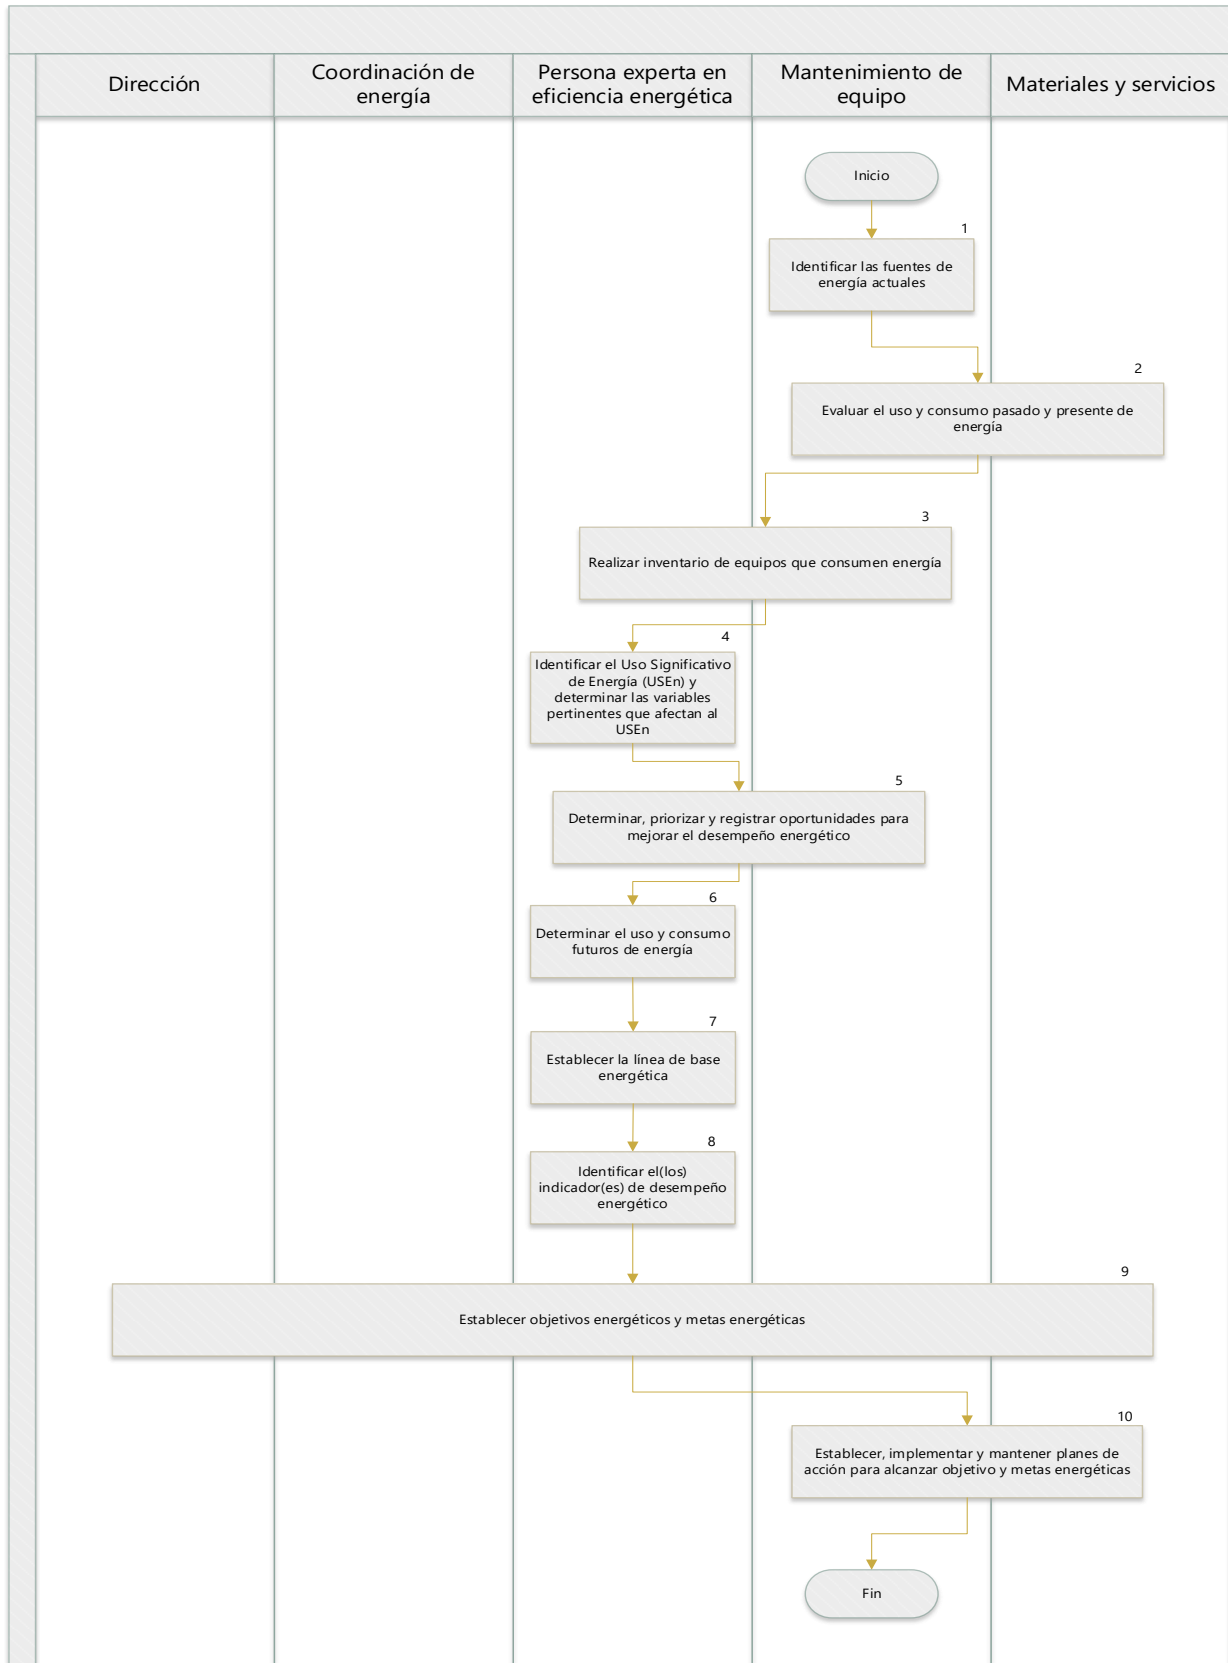 Dirección
Coordinación de
energía
Persona experta en
eficiencia energética
Mantenimiento de
equipo
Materiales y servicios
Inicio
1
Identificar las fuentes de
energía actuales
2
Evaluar el uso y consumo pasado y presente de
energía
3
Realizar inventario de equipos que consumen energía
4
Identificar el Uso Significativo
de Energía (USEn) y
determinar las variables
pertinentes que afectan al
USEn
5
Determinar, priorizar y registrar oportunidades para
mejorar el desempeño energético
6
Determinar el uso y consumo
futuros de energía
7
Establecer la línea de base
energética
8
Identificar el(los)
indicador(es) de desempeño
energético
9
Establecer objetivos energéticos y metas energéticas
10
Establecer, implementar y mantener planes de
acción para alcanzar objetivo y metas energéticas
Fin